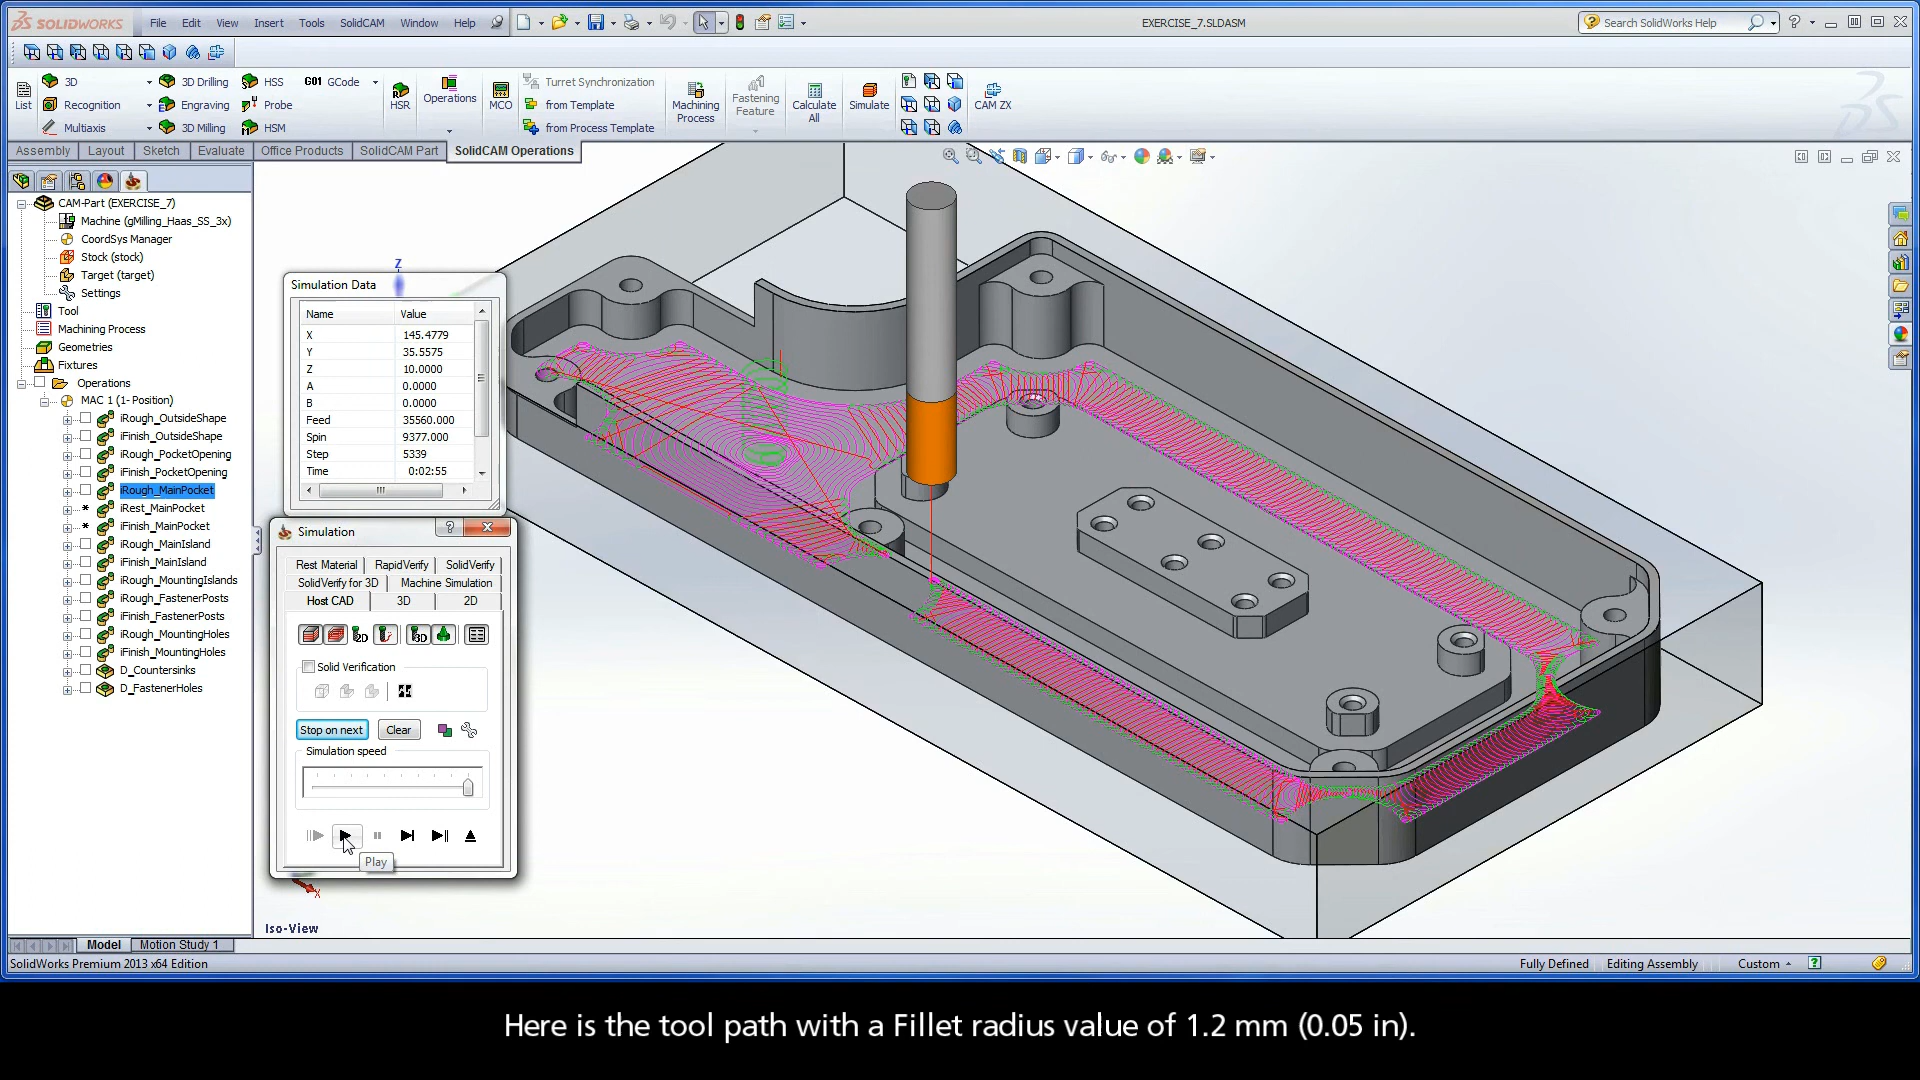 SOLIDWORKS File Edit View Insert Tools SolidCAM Window Help EXERCISE_7.SLDASM Search SolidWorks Help
3D 3D Drilling HSS G01 GCode Turret Synchronization
List Recognition Engraving Probe HSR Operations MCO from Template Machining Process Fastening Feature Calculate All Simulate CAM ZX
Multiaxis 3D Milling HSM from Process Template
Assembly Layout Sketch Evaluate Office Products SolidCAM Part SolidCAM Operations
CAM-Part (EXERCISE_7)
Machine (gMilling_Haas_SS_3x)
CoordSys Manager
Stock (stock)
Target (target)
Settings
Tool
Machining Process
Geometries
Fixtures
Operations
MAC 1 (1- Position)
iRough_OutsideShape
iFinish_OutsideShape
iRough_PocketOpening
iFinish_PocketOpening
iRough_MainPocket
* iRest_MainPocket
* iFinish_MainPocket
iRough_MainIsland
iFinish_MainIsland
iRough_MountingIslands
iRough_FastenerPosts
iFinish_FastenerPosts
iRough_MountingHoles
iFinish_MountingHoles
D_Countersinks
D_FastenerHoles
Z
Simulation Data
Name Value
X 145.4779
Y 35.5575
Z 10.0000
A 0.0000
B 0.0000
Feed 35560.000
Spin 9377.000
Step 5339
Time 0:02:55
Simulation
Rest Material RapidVerify SolidVerify
SolidVerify for 3D Machine Simulation
Host CAD 3D 2D
2D 3D
Solid Verification
Stop on next Clear
Simulation speed
Play
X
Iso-View
Model Motion Study 1
SolidWorks Premium 2013 x64 Edition Fully Defined Editing Assembly Custom
Here is the tool path with a Fillet radius value of 1.2 mm (0.05 in).